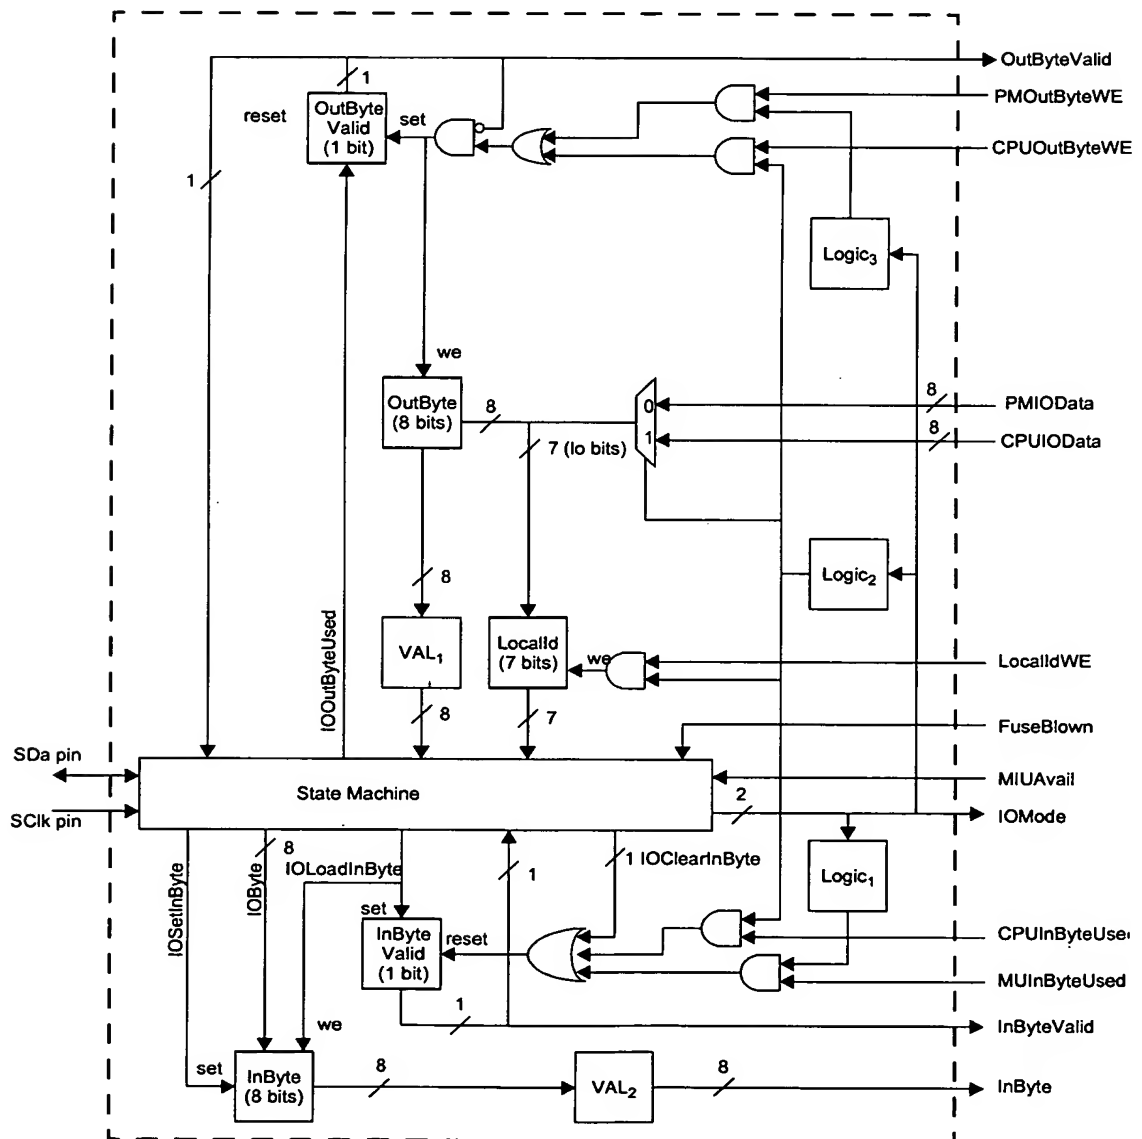 OutByteValid
1
PMOutByteWE
reset
OutByte
Valid
(1 bit)
set
CPUOutByteWE
1
Logic3
we
OutByte
(8 bits)
8
0
8
PMIOData
1
8
CPUIOData
7 (lo bits)
Logic2
8
IOOutByteUsed
VAL1
LocalId
(7 bits)
we
LocalIdWE
8
7
FuseBlown
SDa pin
MIUAvail
State Machine
2
IOMode
SClk pin
8
IOLoadInByte
1
1 IOClearInByte
Logic1
IOSetInByte
IOByte
set
InByte
Valid
(1 bit)
reset
CPUInByteUse
MUInByteUsed
1
InByteValid
we
set
InByte
(8 bits)
8
VAL2
8
InByte